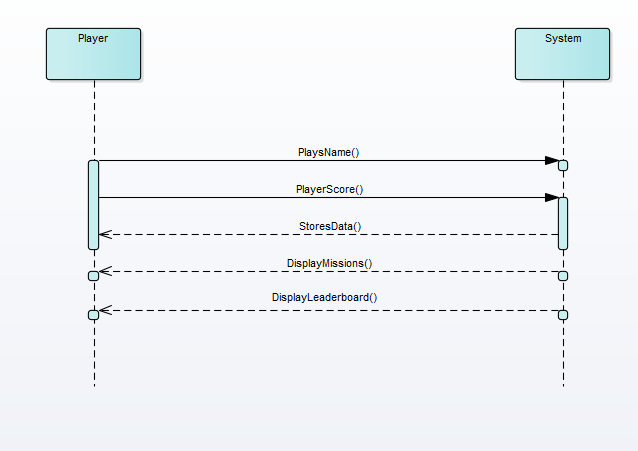 Player
System
PlaysName()
PlayerScore()
StoresData()
DisplayMissions()
DisplayLeaderboard()